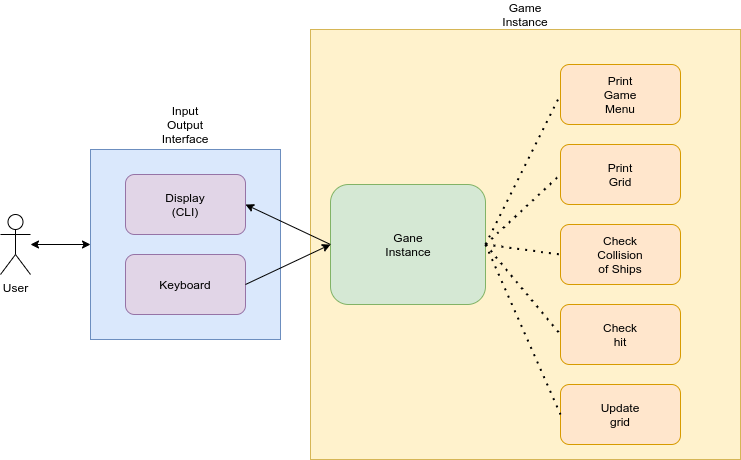 Game
Instance
Input
Output
Interface
Display
(CLI)
Keyboard
User
Gane
Instance
Print
Game
Menu
Print
Grid
Check
Collision
of Ships
Check
hit
Update
grid